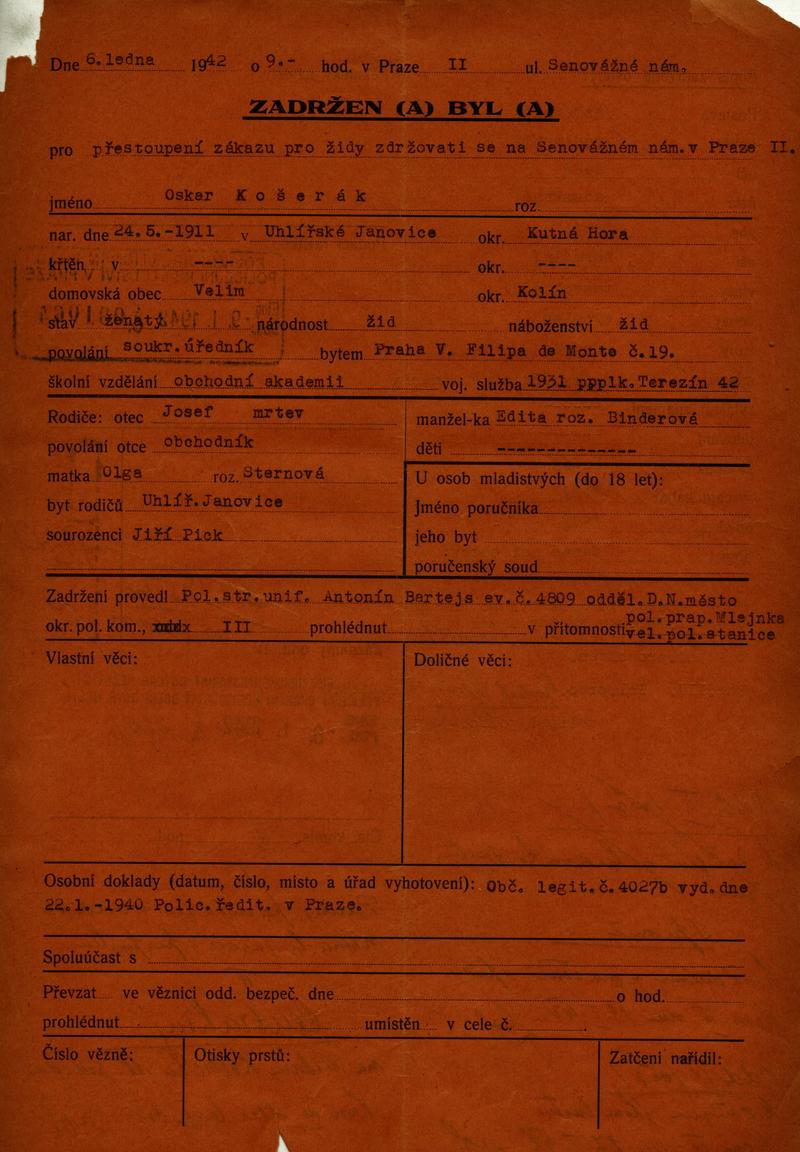 Dne 6. ledna 1942 o 9.- hod. v Praze II ul. Senovážné nám.
ZADRŽEN (A) BYL (A)
pro přestoupení zákazu pro židy zdržovati se na Senovážném nám. v Praze II.
jméno Oskar Košerák roz.
nar. dne 24.5.-1911 v Uhlířské Janovice okr. Kutná Hora
křtěn v ---- okr. ----
domovská obec Velim okr. Kolín
stav ženatý národnost žid náboženství žid
povolání soukr.úředník bytem Praha V. Filipa de Monte č.19.
školní vzdělání obchodní akademii voj. služba 1931 ppplk.Terezín 42
Rodiče: otec Josef mrtev
povolání otce obchodník
matka Olga roz. Sternová
byt rodičů Uhlíř.Janovice
sourozenci Jiří Pick
manžel-ka Edita roz. Binderová
děti -------------
U osob mladistvých (do 18 let):
Jméno poručníka
jeho byt
poručenský soud
Zadržení provedl Pol.str.unif. Antonín Bartejs ev.č.4809 odděl.D.N.město
okr. pol. kom., III prohlédnut v přítomnosti pol.prap.Mlejnka
vel.pol.stanice
Vlastní věci:
Doličné věci:
Osobní doklady (datum, číslo, místo a úřad vyhotovení): Obč. legit.č.4027b vyd.dne
22.1.-1940 Polic.ředit. v Praze.
Spoluúčast s
Převzat ve věznici odd. bezpeč. dne o hod.
prohlédnut umístěn v cele č.
Číslo vězně:
Otisky prstů:
Zatčení nařídil: